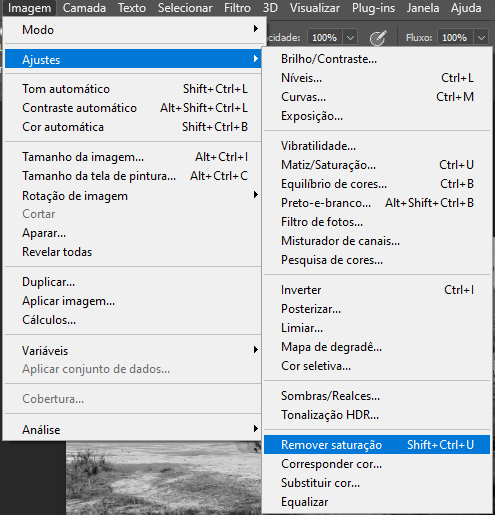 Imagem Camada Texto Selecionar Filtro 3D Visualizar Plug-ins Janela Ajuda
Modo
cidade: 100% Fluxo: 100%
Ajustes
Tom automático Shift+Ctrl+L
Contraste automático Alt+Shift+Ctrl+L
Cor automática Shift+Ctrl+B
Tamanho da imagem... Alt+Ctrl+I
Tamanho da tela de pintura... Alt+Ctrl+C
Rotação de imagem
Cortar
Aparar...
Revelar todas
Duplicar...
Aplicar imagem...
Cálculos...
Variáveis
Aplicar conjunto de dados...
Cobertura...
Análise
Brilho/Contraste...
Níveis... Ctrl+L
Curvas... Ctrl+M
Exposição...
Vibratilidade...
Matiz/Saturação... Ctrl+U
Equilíbrio de cores... Ctrl+B
Preto-e-branco... Alt+Shift+Ctrl+B
Filtro de fotos...
Misturador de canais...
Pesquisa de cores...
Inverter Ctrl+I
Posterizar...
Limiar...
Mapa de degradê...
Cor seletiva...
Sombras/Realces...
Tonalização HDR...
Remover saturação Shift+Ctrl+U
Corresponder cor...
Substituir cor...
Equalizar